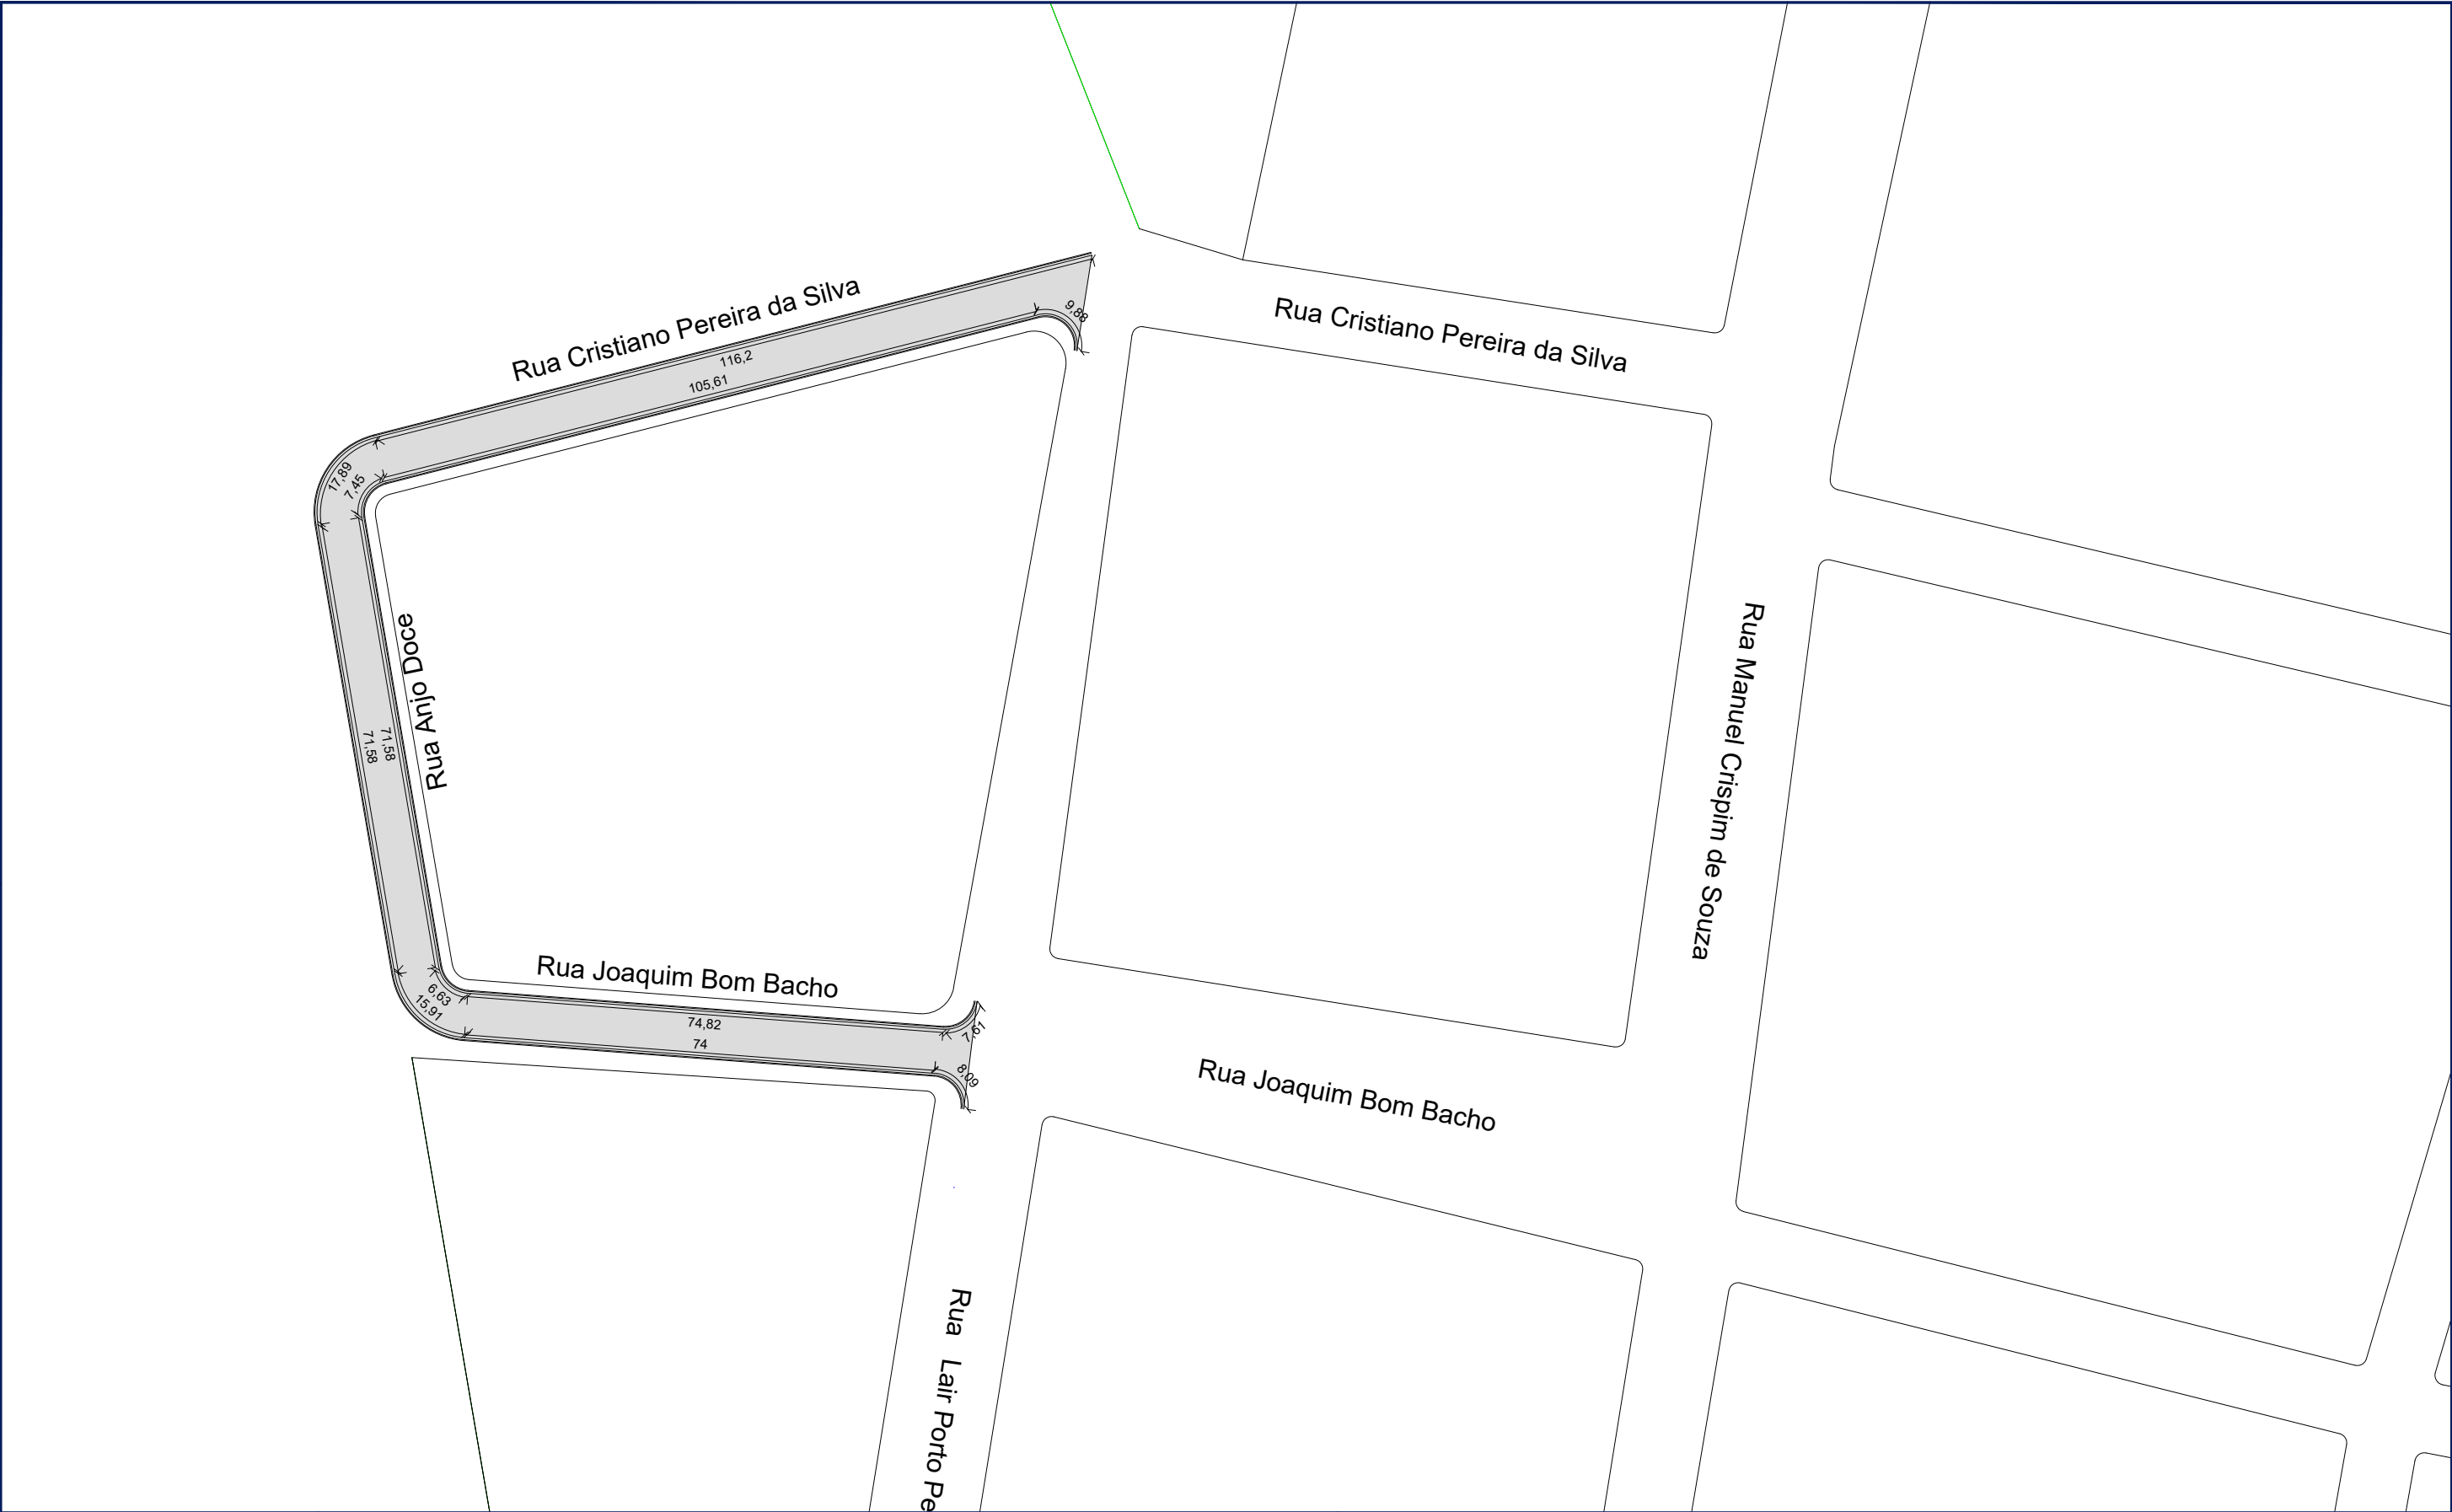 Rua Cristiano Pereira da Silva
9,88
Rua Cristiano Pereira da Silva
116,2
105,61
17,89
7,45
Rua Anjo Doce
71,58
71,58
Rua Manuel Crispim de Souza
Rua Joaquim Bom Bacho
6,63
15,91
74,82
74
7,61
8,09
Rua Joaquim Bom Bacho
Rua Lair Porto Pe